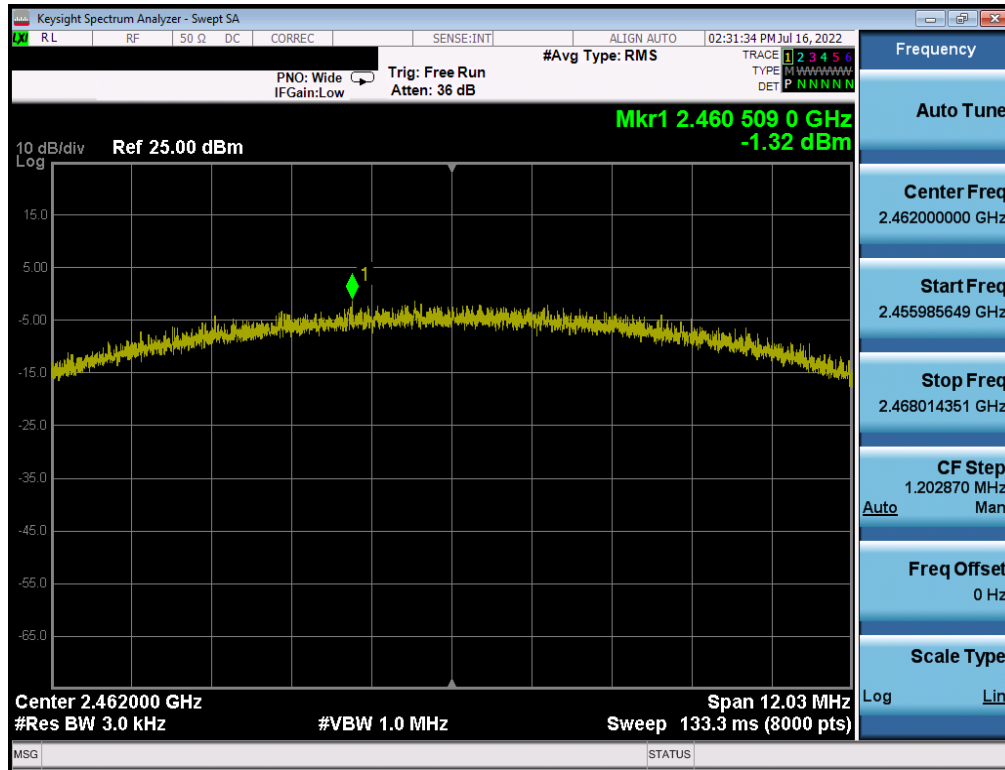 Keysight Spectrum Analyzer - Swept SA
LXI RL RF 50 Ω DC CORREC SENSE:INT ALIGN AUTO 02:31:34 PM Jul 16, 2022
#Avg Type: RMS
TRACE 1 2 3 4 5 6
PNO: Wide Trig: Free Run
TYPE M WWWWW
IFGain:Low Atten: 36 dB
DET P N N N N N
Mkr1 2.460 509 0 GHz
-1.32 dBm
10 dB/div Ref 25.00 dBm
Log
1
15.0
5.00
-5.00
-15.0
-25.0
-35.0
-45.0
-55.0
-65.0
Center 2.462000 GHz Span 12.03 MHz
#Res BW 3.0 kHz #VBW 1.0 MHz Sweep 133.3 ms (8000 pts)
MSG STATUS
Frequency
Auto Tune
Center Freq
2.462000000 GHz
Start Freq
2.455985649 GHz
Stop Freq
2.468014351 GHz
CF Step
1.202870 MHz
Auto Man
Freq Offset
0 Hz
Scale Type
Log Lin